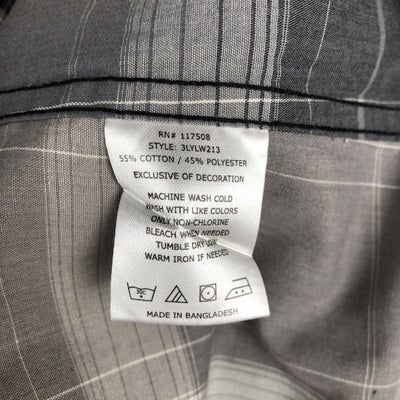 RN# 117508
STYLE: 3LYLW213
55% COTTON / 45% POLYESTER
EXCLUSIVE OF DECORATION
MACHINE WASH COLD
WASH WITH LIKE COLORS
ONLY NON-CHLORINE
BLEACH WHEN NEEDED
TUMBLE DRY LOW
WARM IRON IF NEEDED
MADE IN BANGLADESH